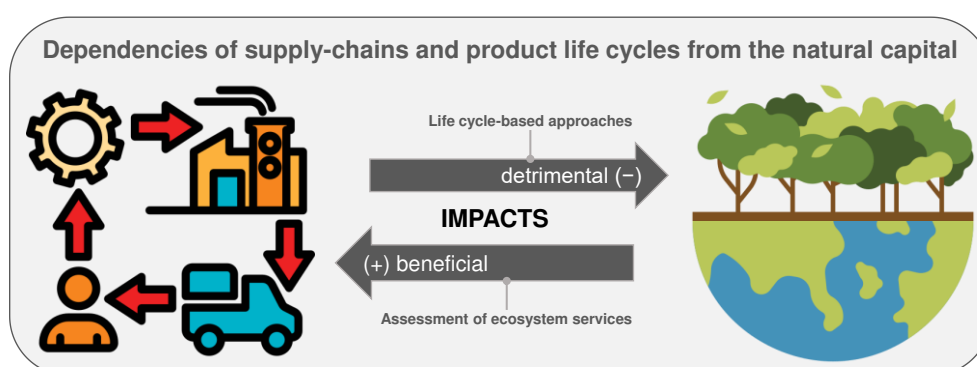 Dependencies of supply-chains and product life cycles from the natural capital
Life cycle-based approaches
detrimental (−)
IMPACTS
(+) beneficial
Assessment of ecosystem services